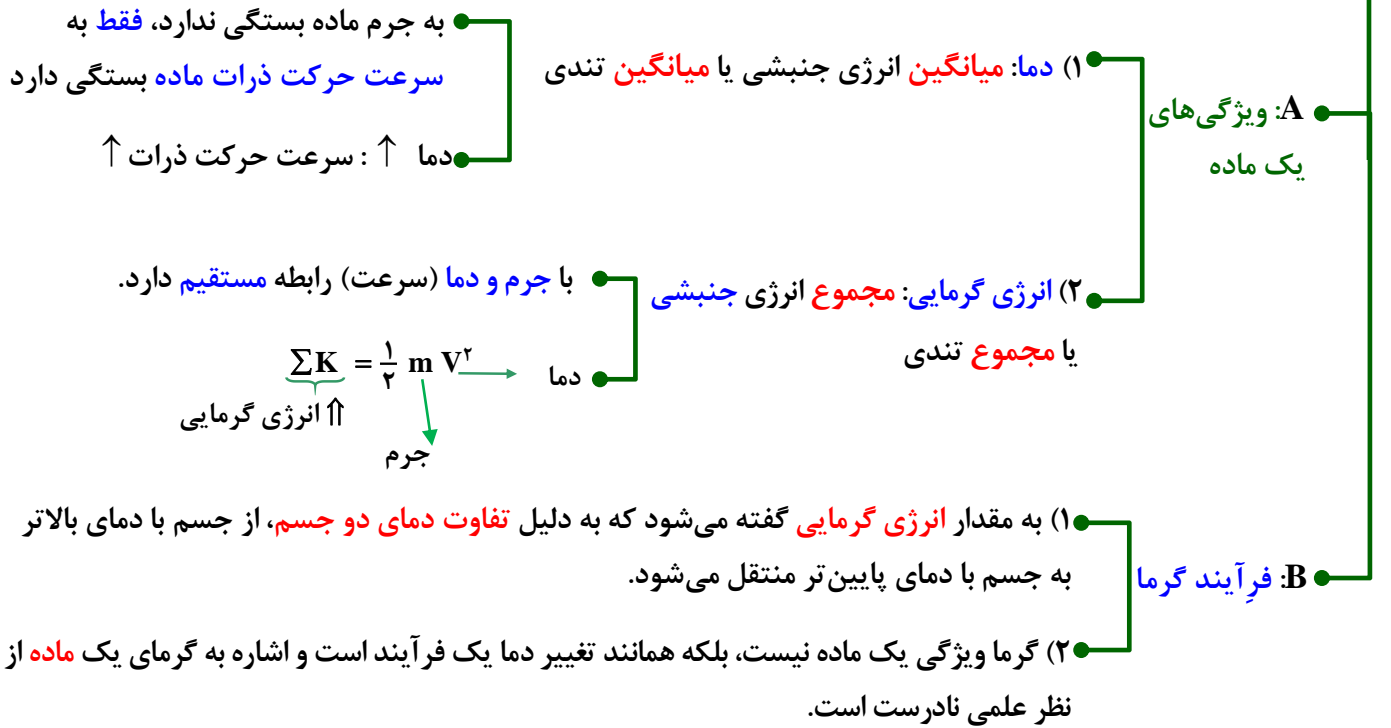 A: ویژگی‌های
یک ماده
۱) دما: میانگین انرژی جنبشی یا میانگین تندی
به جرم ماده بستگی ندارد، فقط به
سرعت حرکت ذرات ماده بستگی دارد
دما ↑ : سرعت حرکت ذرات ↑
۲) انرژی گرمایی: مجموع انرژی جنبشی
یا مجموع تندی
با جرم و دما (سرعت) رابطه مستقیم دارد.
∑K = ۱/۲ m V²
دما
⇑ انرژی گرمایی
جرم
B: فرِآیند گرما
۱) به مقدار انرژی گرمایی گفته می‌شود که به دلیل تفاوت دمای دو جسم، از جسم با دمای بالاتر
به جسم با دمای پایین‌تر منتقل می‌شود.
۲) گرما ویژگی یک ماده نیست، بلکه همانند تغییر دما یک فرآیند است و اشاره به گرمای یک ماده از
نظر علمی نادرست است.